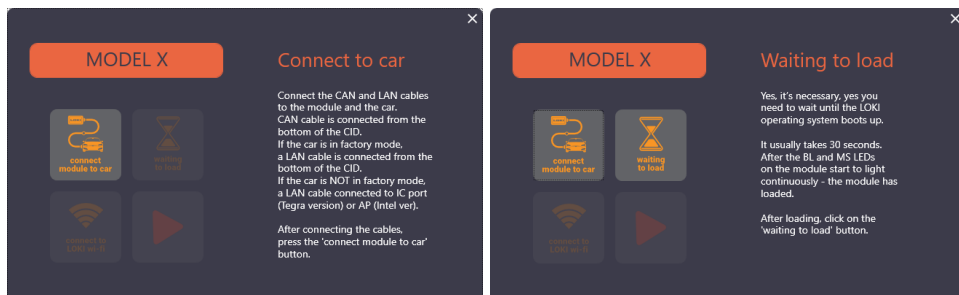 MODEL X
Connect to car
Connect the CAN and LAN cables
to the module and the car.
CAN cable is connected from the
bottom of the CID.
If the car is in factory mode,
a LAN cable is connected from the
bottom of the CID.
If the car is NOT in factory mode,
a LAN cable connected to IC port
(Tegra version) or AP (Intel ver).
After connecting the cables,
press the 'connect module to car'
button.
connect
module to car
waiting
to load
connect to
LOKI wi-fi
MODEL X
Waiting to load
Yes, it's necessary, yes you
need to wait until the LOKI
operating system boots up.
It usually takes 30 seconds.
After the BL and MS LEDs
on the module start to light
continuously - the module has
loaded.
After loading, click on the
'waiting to load' button.
connect
module to car
waiting
to load
connect to
LOKI wi-fi